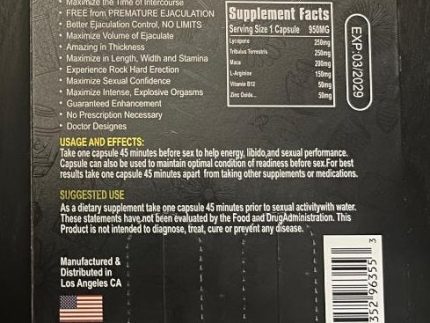 Maximize the Time of Intercourse
FREE from PREMATURE EJACULATION
Better Ejaculation Control, NO LIMITS
Maximize Volume of Ejaculate
Amazing in Thickness
Maximize in Length, Width and Stamina
Experience Rock Hard Erection
Maximize Sexual Confidence
Maximize Intense, Explosive Orgasms
Guaranteed Enhancement
No Prescription Necessary
Doctor Designes
Supplement Facts
Serving Size 1 Capsule 950MG
Lycopene 250mg
Tribulus Terrestris 250mg
Maca 200mg
L-Arginine 150mg
Vitamin B12 50mg
Zinc Oxide... 50mg
EXP:03/2029
USAGE AND EFFECTS:
Take one capsule 45 minutes before sex to help energy, libido,and sexual performance.
Capsule can also be used to maintain optimal condition of readiness before sex.For best
results take one capsule 45 minutes apart from taking other supplements or medications.
SUGGESTED USE
As a dietary supplement take one capsule 45 minutes prior to sexual activitywith water.
These statements have,not been evaluated by the Food and DrugAdministration. This
Product is not intended to diagnose, treat, cure or prevent any disease.
Manufactured &
Distributed in
Los Angeles CA
352 96355 3